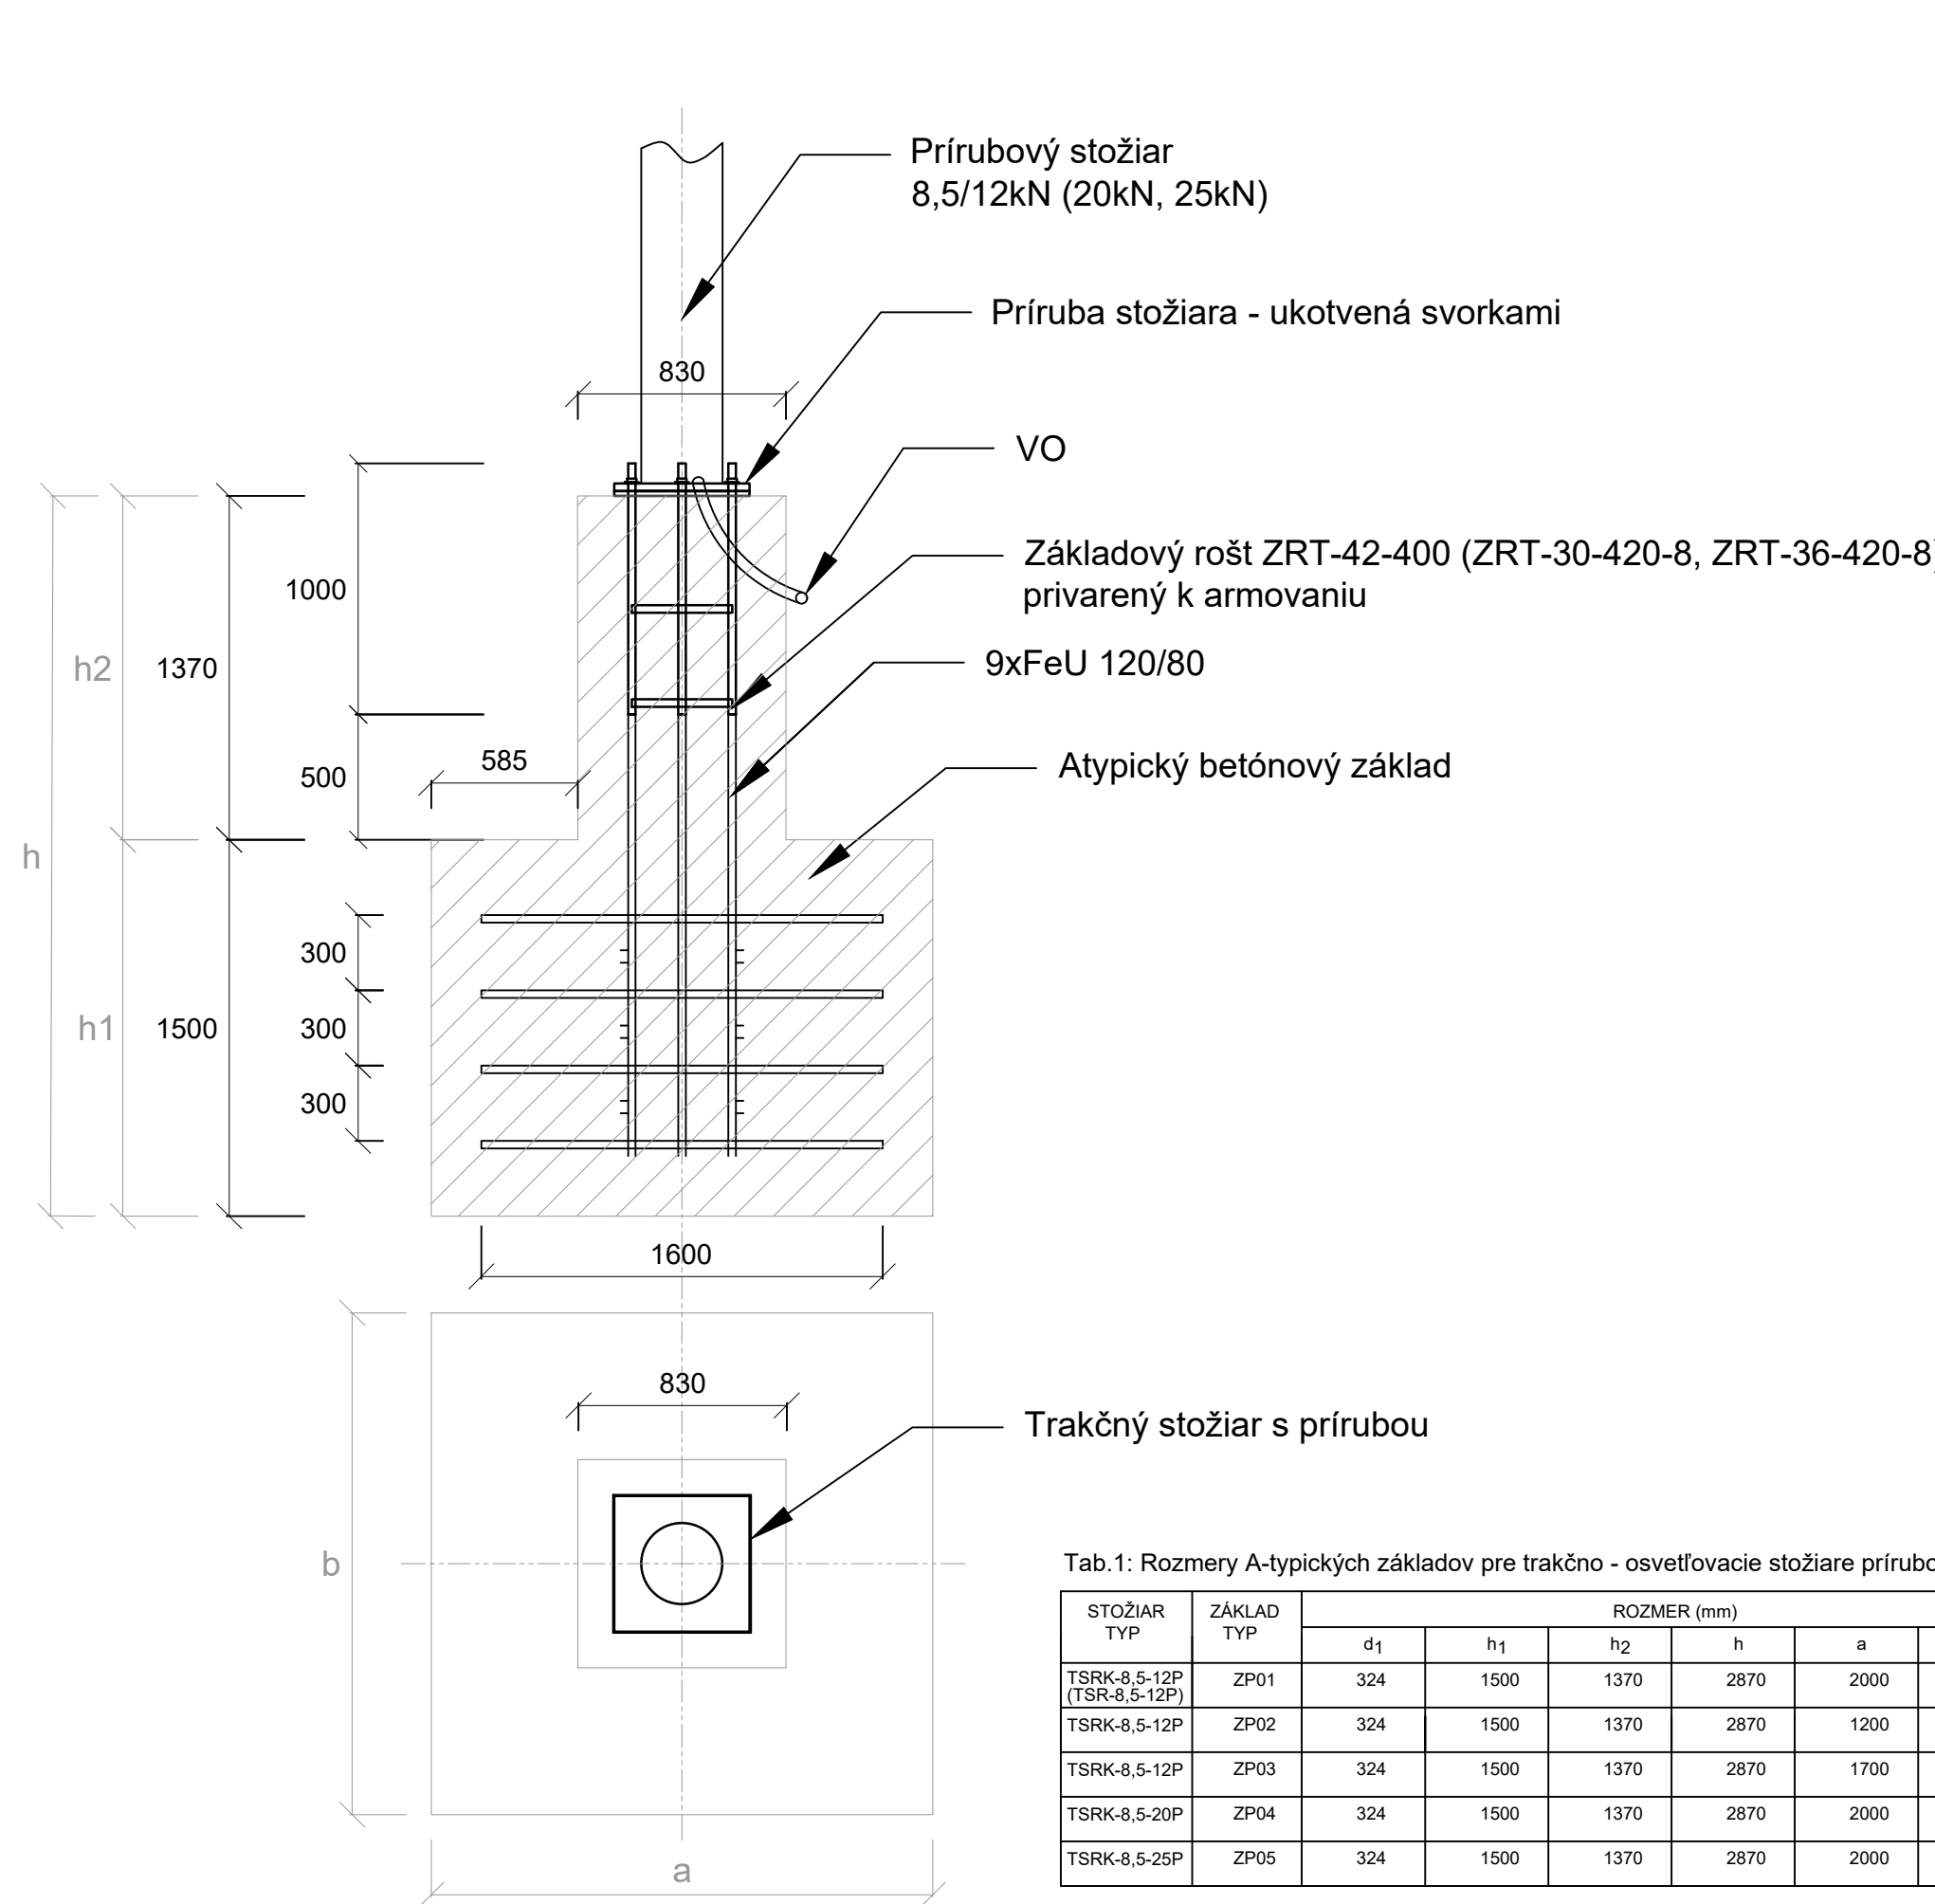 Prírubový stožiar
8,5/12kN (20kN, 25kN)
Príruba stožiara - ukotvená svorkami
830
VO
Základový rošt ZRT-42-400 (ZRT-30-420-8, ZRT-36-420-8)
privarený k armovaniu
1000
9xFeU 120/80
h2
1370
585
Atypický betónový základ
500
h
300
h1
1500
300
300
1600
830
Trakčný stožiar s prírubou
b
a
Tab.1: Rozmery A-typických základov pre trakčno - osvetľovacie stožiare
STOŽIAR TYP ZÁKLAD TYP ROZMER (mm)
d1 h1 h2 h a
TSRK-8,5-12P (TSR-8,5-12P) ZP01 324 1500 1370 2870 2000
TSRK-8,5-12P ZP02 324 1500 1370 2870 1200
TSRK-8,5-12P ZP03 324 1500 1370 2870 1700
TSRK-8,5-20P ZP04 324 1500 1370 2870 2000
TSRK-8,5-25P ZP05 324 1500 1370 2870 2000